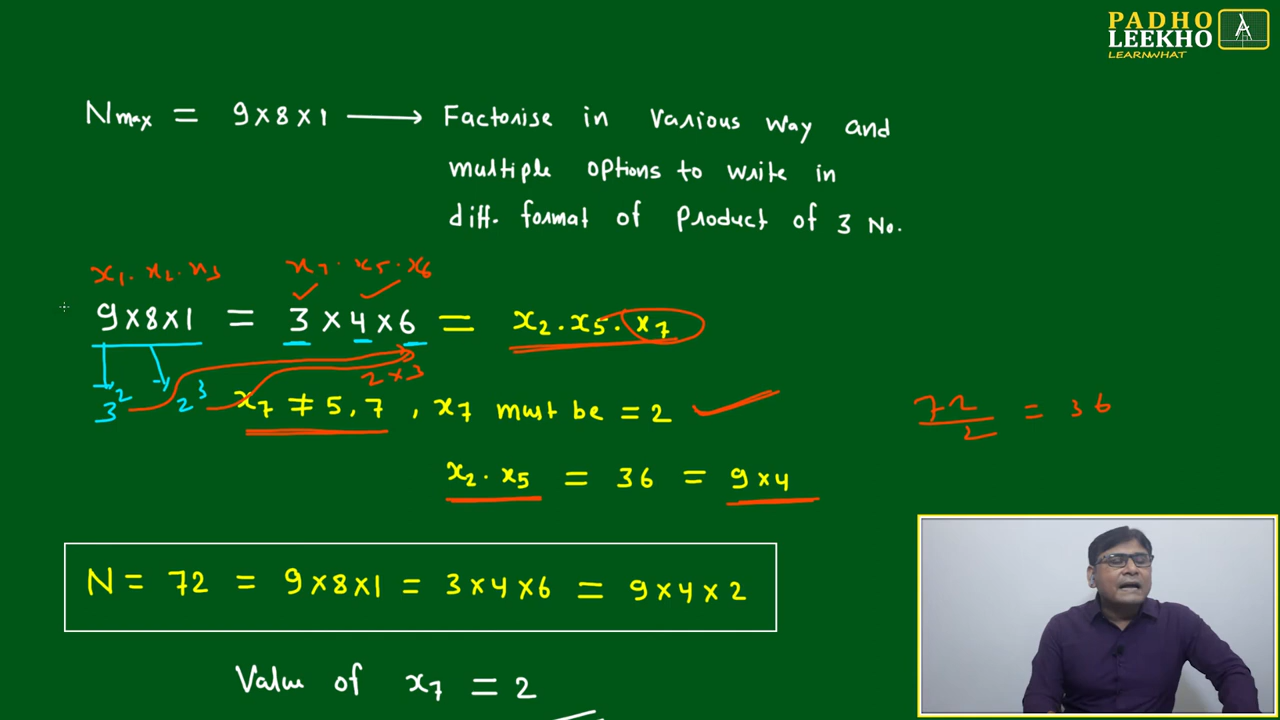 PADHO
LEEKHO
LEARNWHAT
Nmax = 9×8×1 ⟶ Factorise in various way and
multiple options to write in
diff. format of Product of 3 No.
x₁. x₂. x₃ x₇. x₅. x₆
9×8×1 = 3×4×6 = x₂. x₅. x₇
2×3
3² 2³ x₇ ≠ 5,7 , x₇ must be = 2
72/2 = 36
x₂. x₅ = 36 = 9×4
N = 72 = 9×8×1 = 3×4×6 = 9×4×2
Value of x₇ = 2